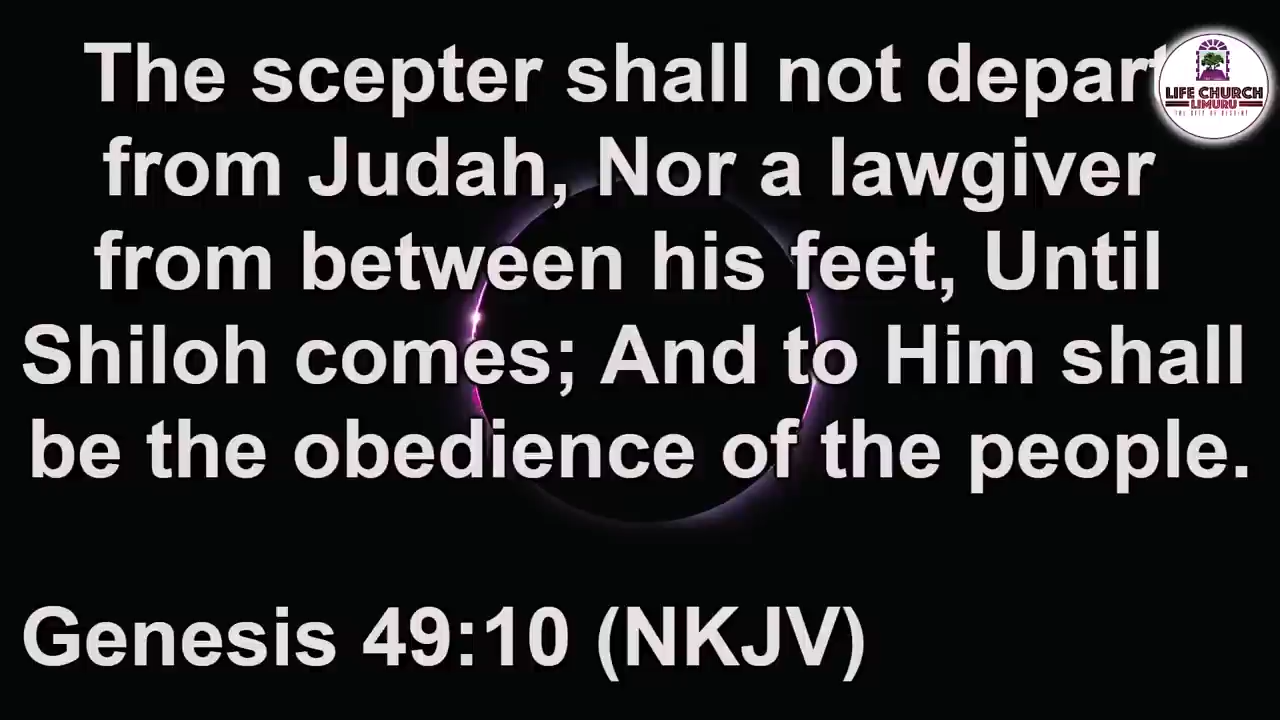 The scepter shall not depart
from Judah, Nor a lawgiver
from between his feet, Until
Shiloh comes; And to Him shall
be the obedience of the people.
Genesis 49:10 (NKJV)
LIFE CHURCH
LIMURU